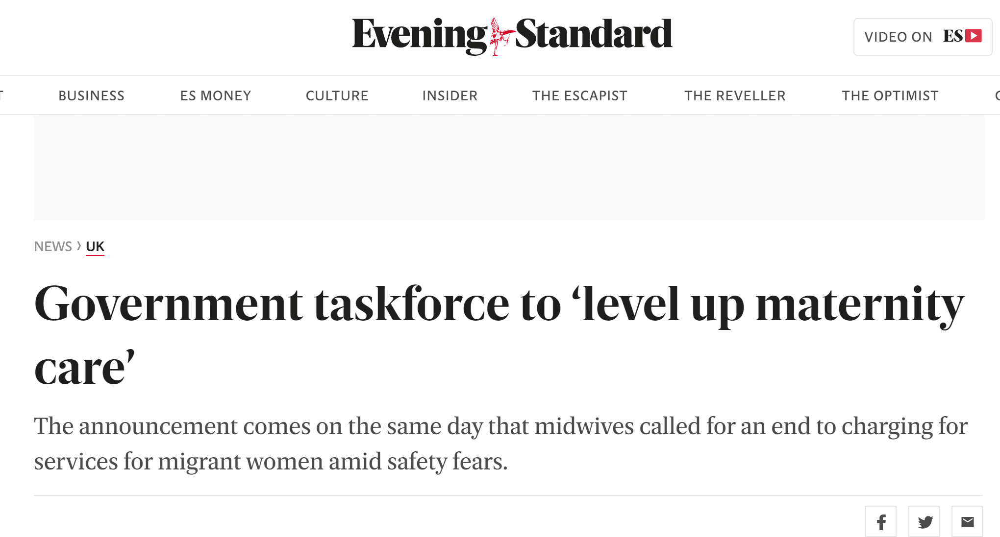 Evening Standard
VIDEO ON ES
BUSINESS ES MONEY CULTURE INSIDER THE ESCAPIST THE REVELLER THE OPTIMIST
NEWS › UK
Government taskforce to ‘level up maternity
care’
The announcement comes on the same day that midwives called for an end to charging for
services for migrant women amid safety fears.